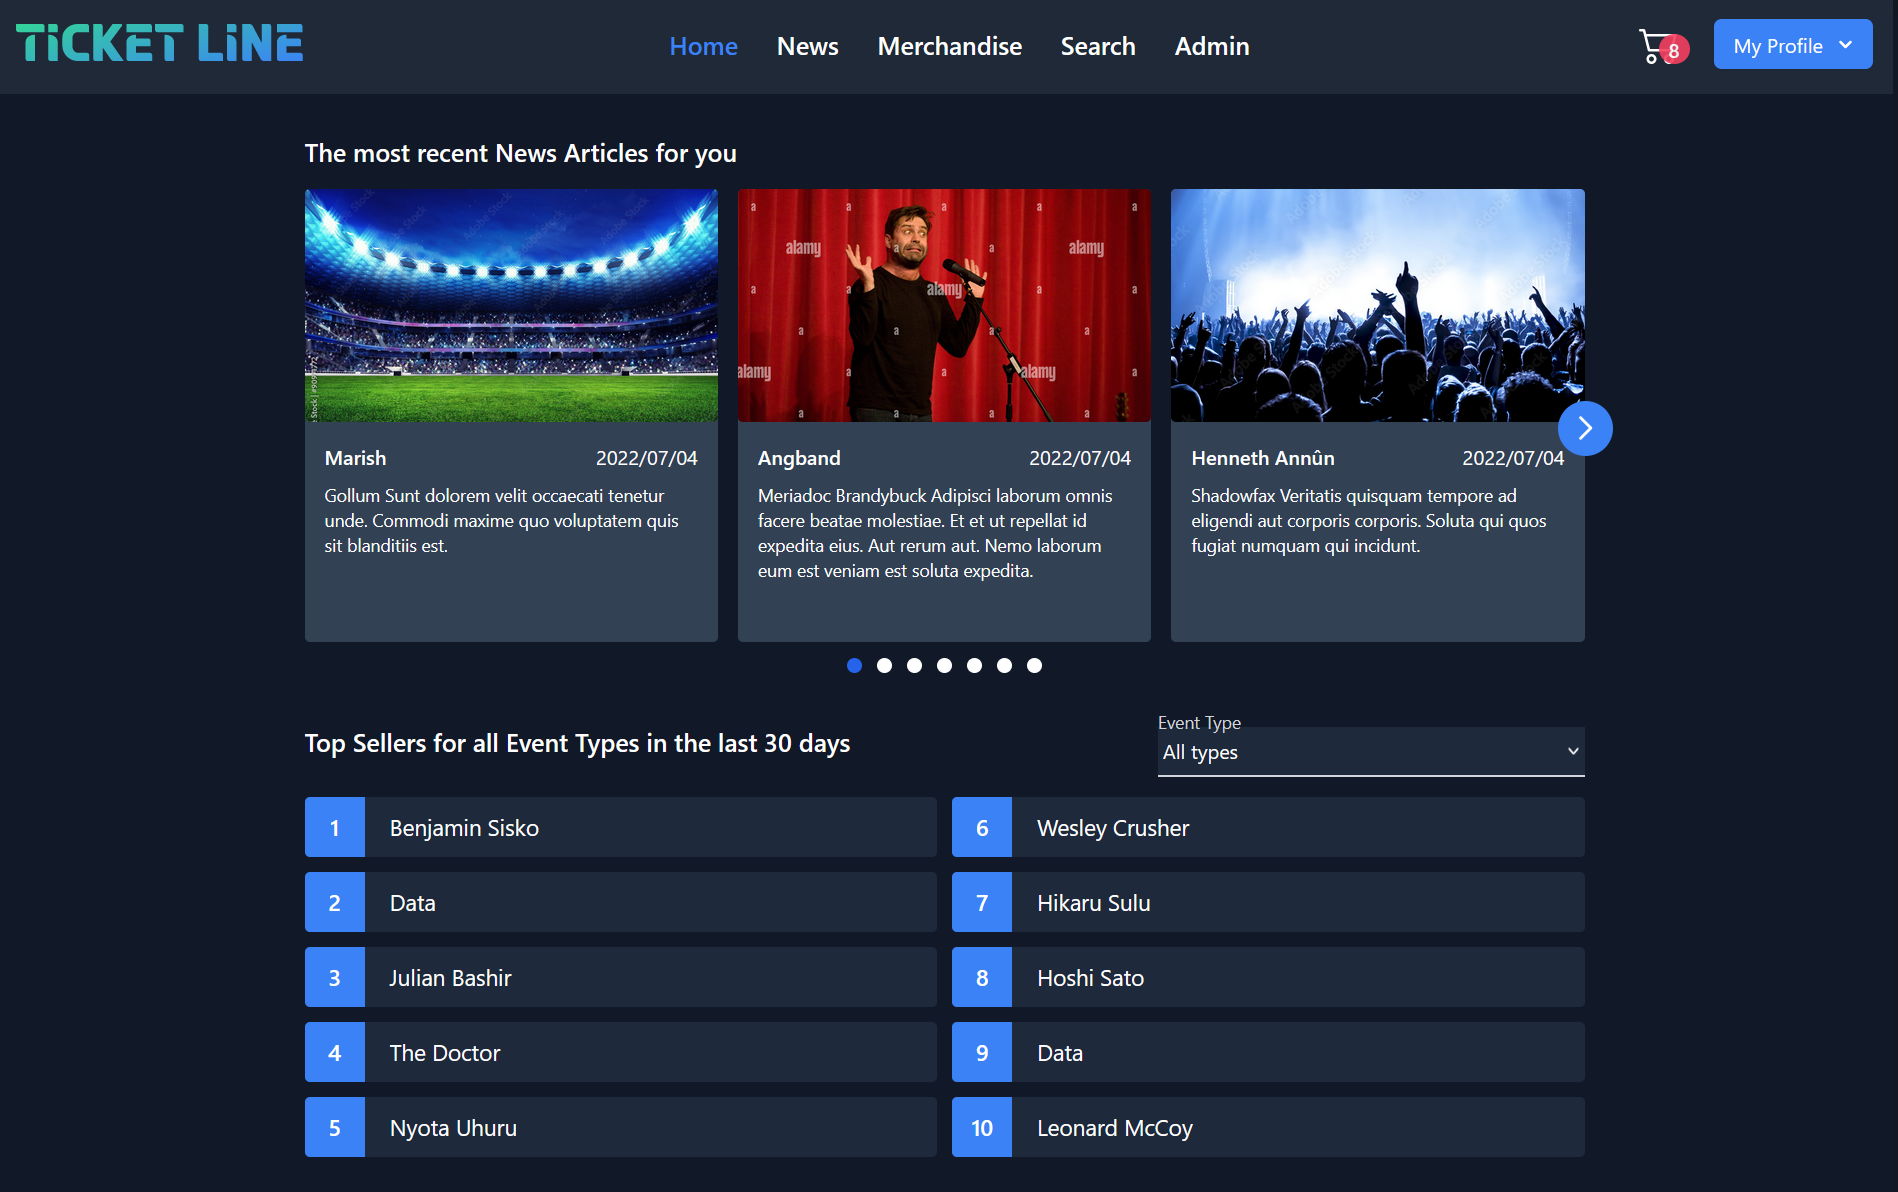 TiCKET LiNE
Home News Merchandise Search Admin
8
My Profile
The most recent News Articles for you
alamy alamy
alamy
alamy alamy
Marish 2022/07/04
Gollum Sunt dolorem velit occaecati tenetur
unde. Commodi maxime quo voluptatem quis
sit blanditiis est.
Angband 2022/07/04
Meriadoc Brandybuck Adipisci laborum omnis
facere beatae molestiae. Et et ut repellat id
expedita eius. Aut rerum aut. Nemo laborum
eum est veniam est soluta expedita.
Henneth Annûn 2022/07/04
Shadowfax Veritatis quisquam tempore ad
eligendi aut corporis corporis. Soluta qui quos
fugiat numquam qui incidunt.
Top Sellers for all Event Types in the last 30 days
Event Type
All types
1 Benjamin Sisko
2 Data
3 Julian Bashir
4 The Doctor
5 Nyota Uhuru
6 Wesley Crusher
7 Hikaru Sulu
8 Hoshi Sato
9 Data
10 Leonard McCoy